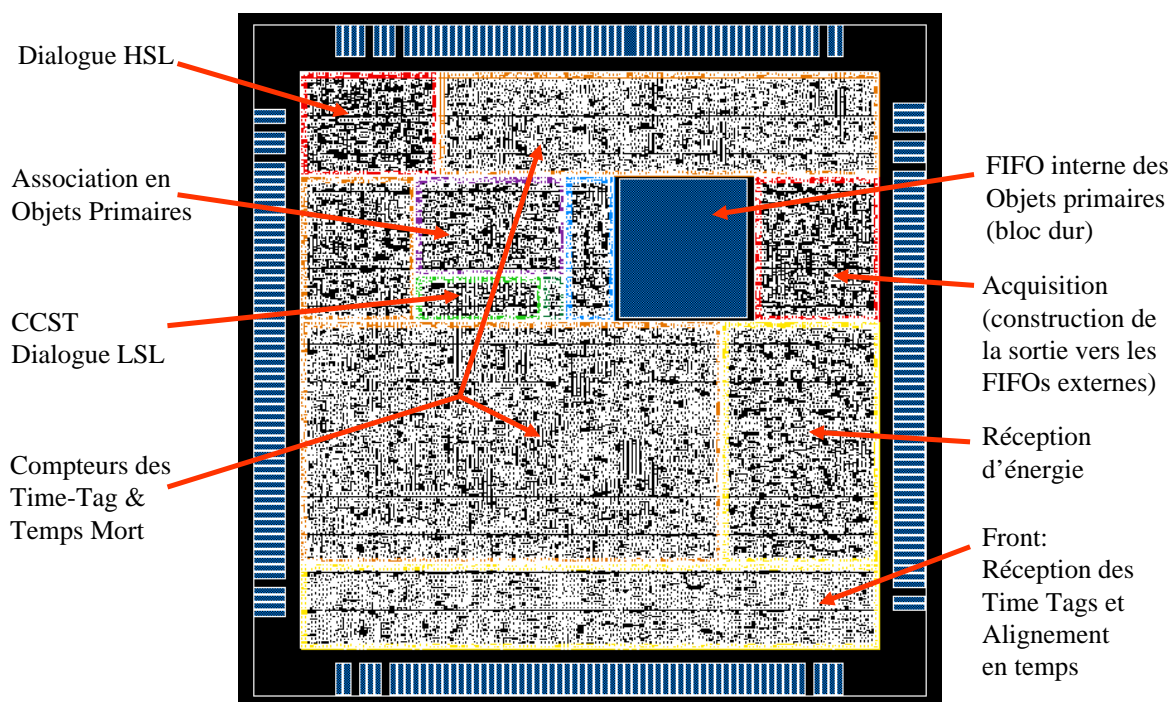 Dialogue HSL
Association en
Objets Primaires
CCST
Dialogue LSL
Compteurs des
Time-Tag &
Temps Mort
FIFO interne des
Objets primaires
(bloc dur)
Acquisition
(construction de
la sortie vers les
FIFOs externes)
Réception
d’énergie
Front:
Réception des
Time Tags et
Alignement
en temps